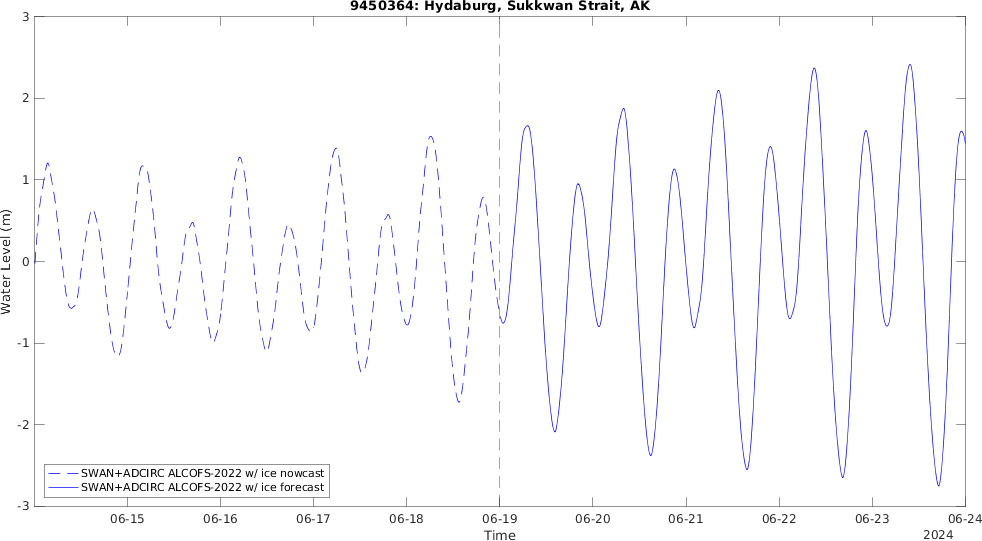 9450364: Hydaburg, Sukkwan Strait, AK
3
2
1
0
-1
-2
-3
Water Level (m)
SWAN+ADCIRC ALCOFS-2022 w/ ice nowcast
SWAN+ADCIRC ALCOFS-2022 w/ ice forecast
06-15 06-16 06-17 06-18 06-19 06-20 06-21 06-22 06-23 06-24
Time
2024